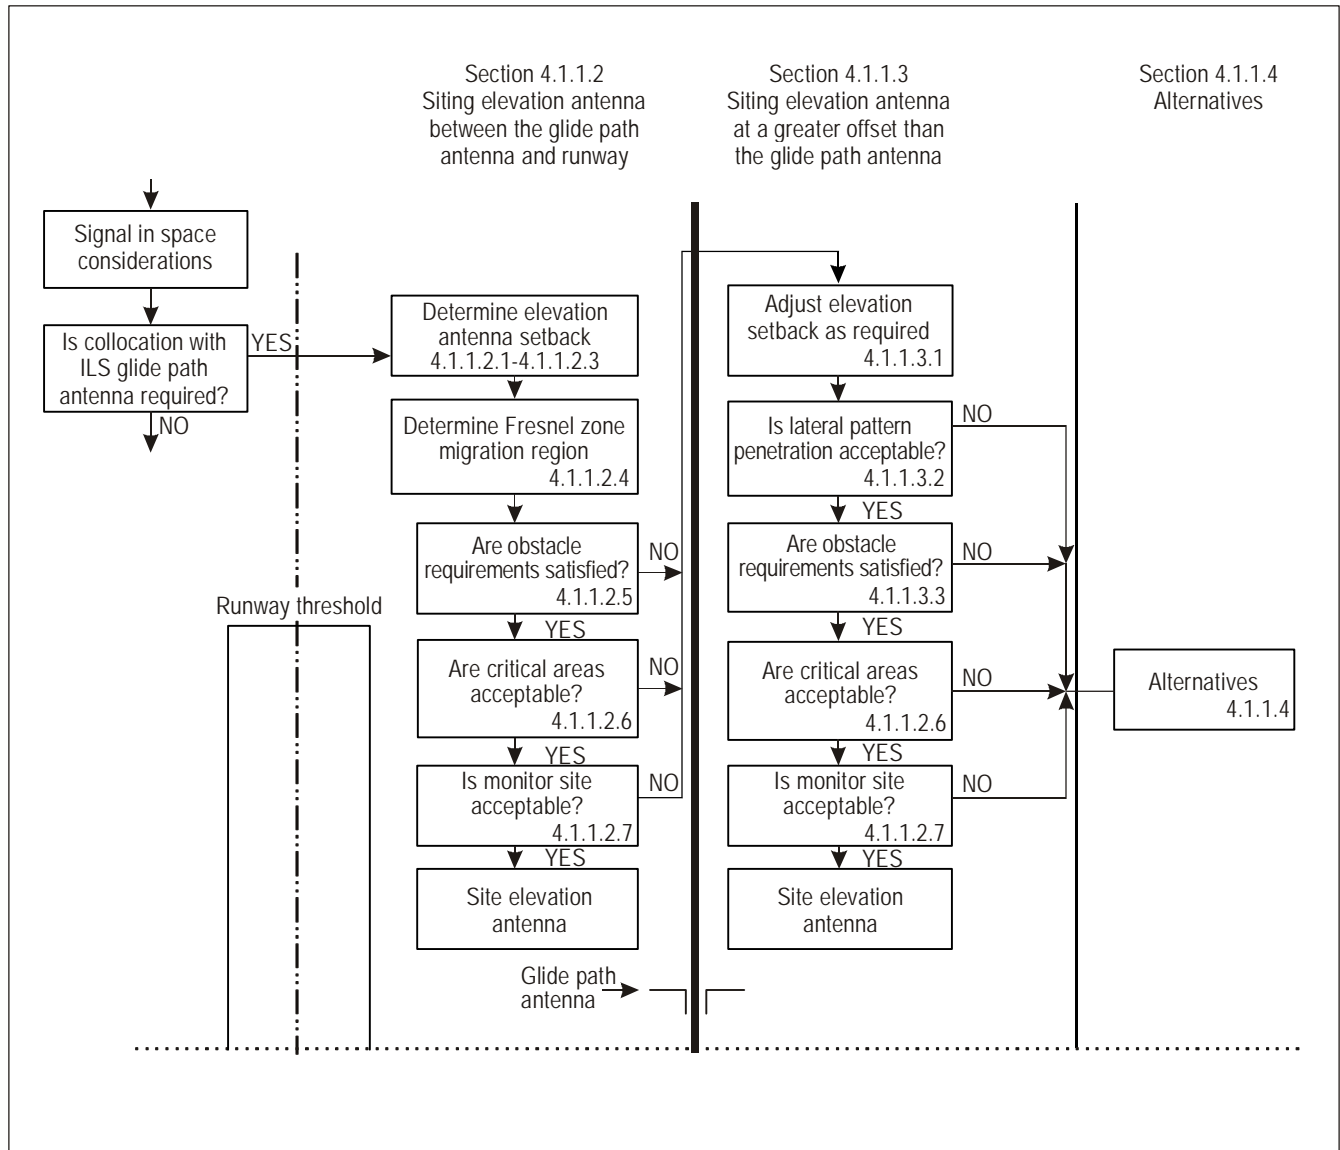 Section 4.1.1.2
Siting elevation antenna
between the glide path
antenna and runway
Section 4.1.1.3
Siting elevation antenna
at a greater offset than
the glide path antenna
Section 4.1.1.4
Alternatives
Signal in space
considerations
Is collocation with
ILS glide path
antenna required?
YES
NO
Runway threshold
Determine elevation
antenna setback
4.1.1.2.1-4.1.1.2.3
Determine Fresnel zone
migration region
4.1.1.2.4
Are obstacle
requirements satisfied?
4.1.1.2.5
NO
YES
Are critical areas
acceptable?
4.1.1.2.6
NO
YES
Is monitor site
acceptable?
4.1.1.2.7
NO
YES
Site elevation
antenna
Glide path
antenna
Adjust elevation
setback as required
4.1.1.3.1
Is lateral pattern
penetration acceptable?
4.1.1.3.2
NO
YES
Are obstacle
requirements satisfied?
4.1.1.3.3
NO
YES
Are critical areas
acceptable?
4.1.1.2.6
NO
YES
Is monitor site
acceptable?
4.1.1.2.7
NO
YES
Site elevation
antenna
Alternatives
4.1.1.4